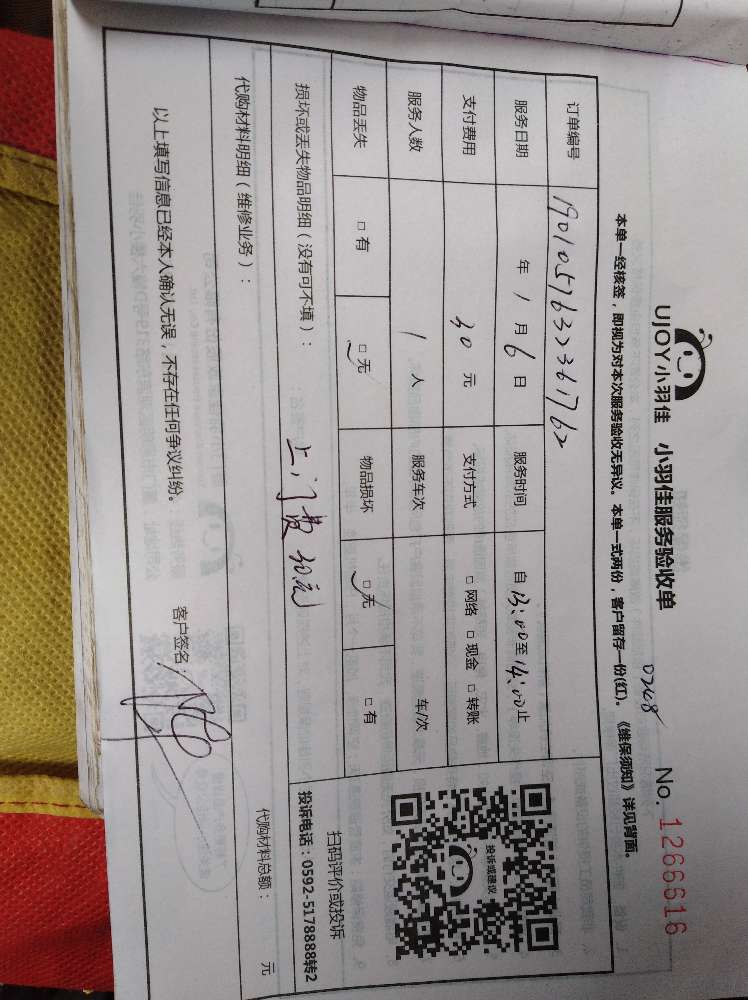 UJOY小羽佳 小羽佳服务验收单 0268 No. 1266616
本单一经核签，即视为对本次服务验收无异议。本单一式两份，客户留存一份(红)。《维保须知》详见背面。
订单编号 1901057632361762
服务日期 年 1 月 6 日 服务时间 自 13:00 至 14:00 止
支付费用 30 元 支付方式 □ 网络 □ 现金 □ 转账
服务人数 1 人 服务车次 车/次
物品丢失 □ 有 □ 无 物品损坏 □ 无 □ 有
投诉或建议
扫码评价或投诉
投诉电话：0592-5178888转2
损坏或丢失物品明细（没有可不填）：
上门费30元
代购材料明细（维修业务）：
代购材料总额： 元
以上填写信息已经本人确认无误，不存在任何争议纠纷。
客户签名：